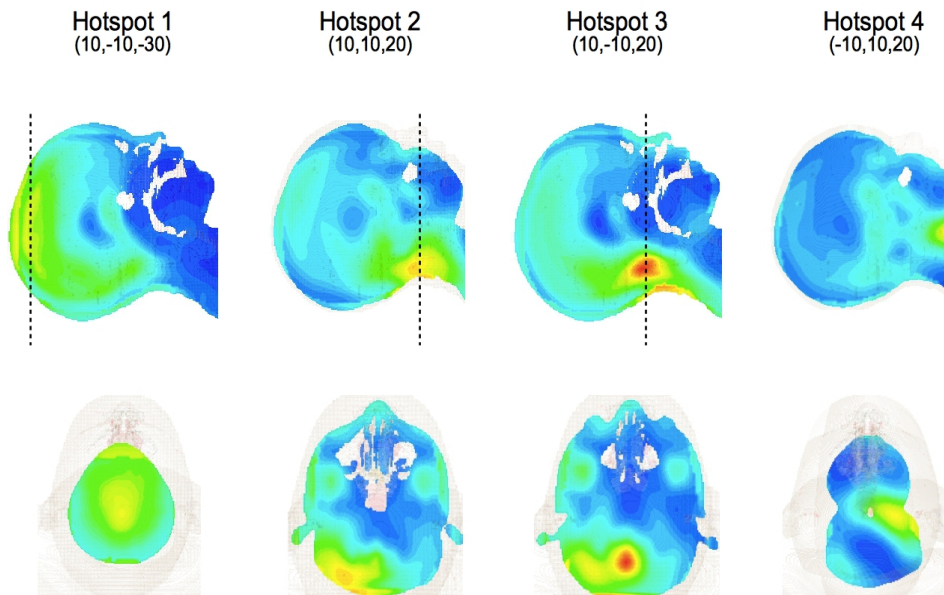 Hotspot 1
(10,-10,-30)
Hotspot 2
(10,10,20)
Hotspot 3
(10,-10,20)
Hotspot 4
(-10,10,20)